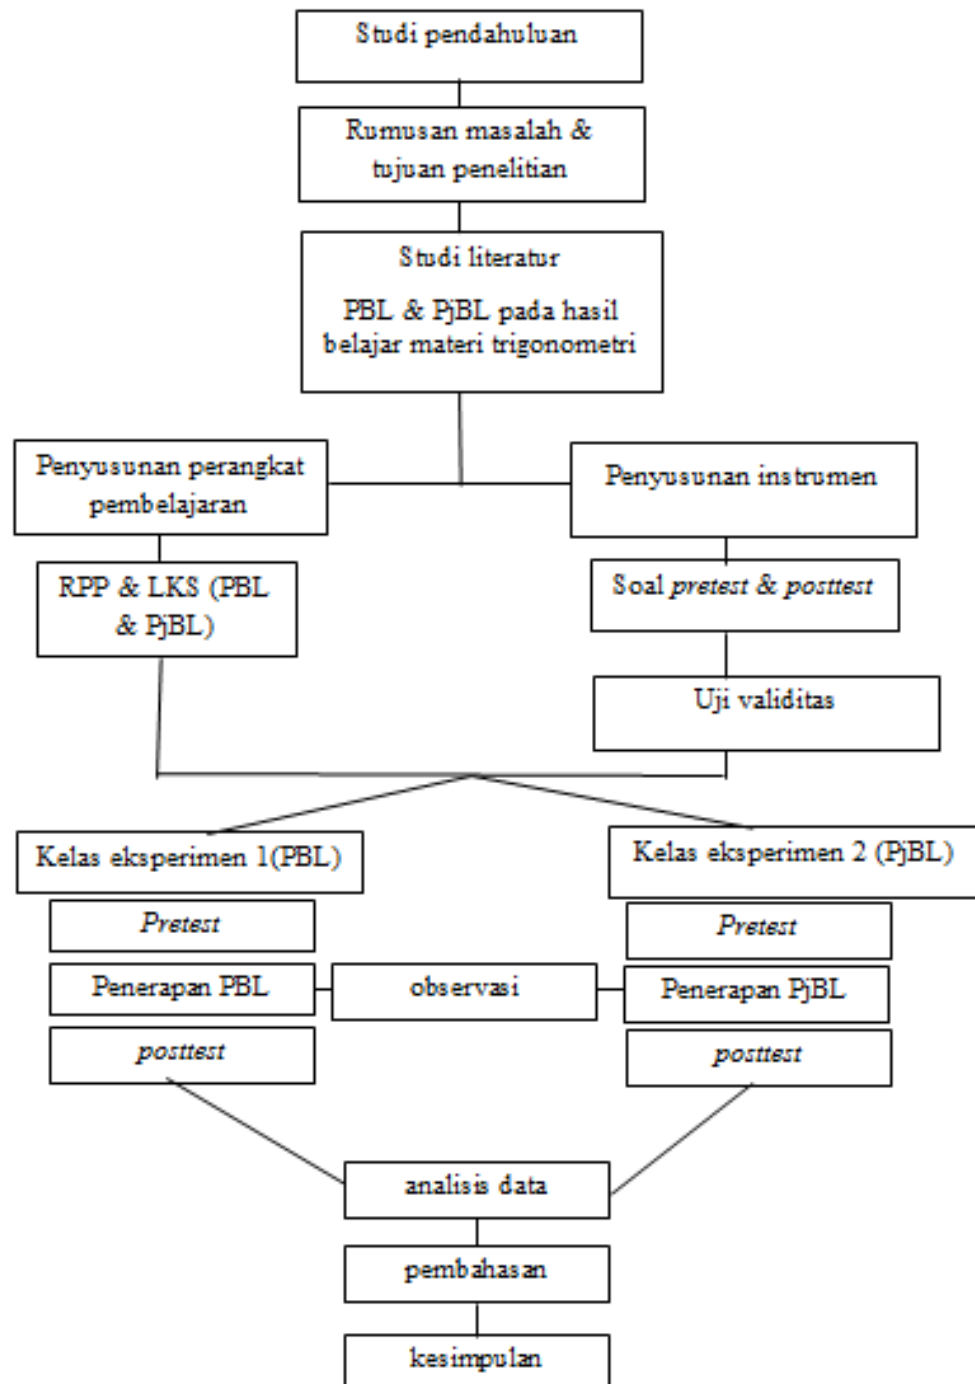 Studi pendahuluan
Rumusan masalah &
tujuan penelitian
Studi literatur
PBL & PjBL pada hasil
belajar materi trigonometri
Penyusunan perangkat
pembelajaran
Penyusunan instrumen
RPP & LKS (PBL
& PjBL)
Soal pretest & posttest
Uji validitas
Kelas eksperimen 1(PBL)
Kelas eksperimen 2 (PjBL)
Pretest
Pretest
Penerapan PBL
observasi
Penerapan PjBL
posttest
posttest
analisis data
pembahasan
kesimpulan